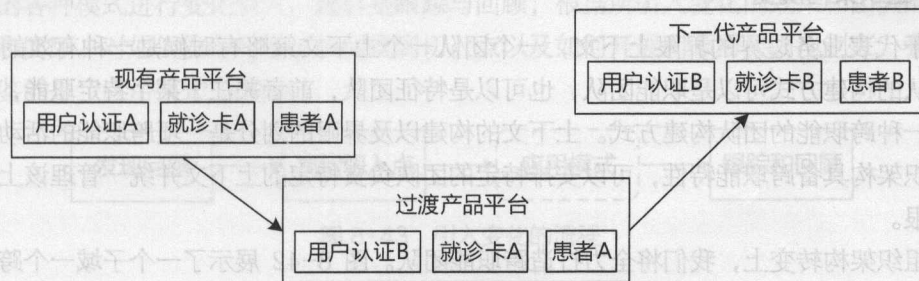 现有产品平台
用户认证A 就诊卡A 患者A
下一代产品平台
用户认证B 就诊卡B 患者B
过渡产品平台
用户认证B 就诊卡A 患者A